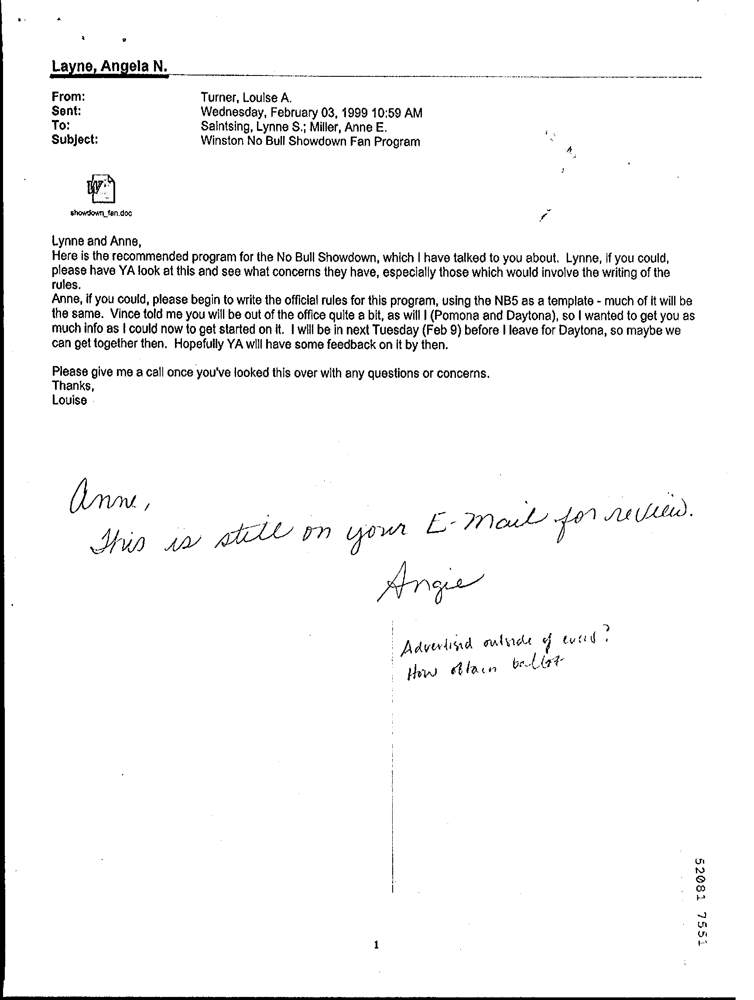 Layne, Angela N.
From: Turner, Louise A.
Sent: Wednesday, February 03, 1999 10:59 AM
To: Saintsing, Lynne S.; Miller, Anne E.
Subject: Winston No Bull Showdown Fan Program
showdown_fan.doc
Lynne and Anne,
Here is the recommended program for the No Bull Showdown, which I have talked to you about. Lynne, if you could,
please have YA look at this and see what concerns they have, especially those which would involve the writing of the
rules.
Anne, if you could, please begin to write the official rules for this program, using the NB5 as a template - much of it will be
the same. Vince told me you will be out of the office quite a bit, as will I (Pomona and Daytona), so I wanted to get you as
much info as I could now to get started on it. I will be in next Tuesday (Feb 9) before I leave for Daytona, so maybe we
can get together then. Hopefully YA will have some feedback on it by then.
Please give me a call once you've looked this over with any questions or concerns.
Thanks,
Louise
Anne,
This is still on your E-Mail for review.
Angie
Advertised outside of event?
How obtain ballot
1
52081 7551